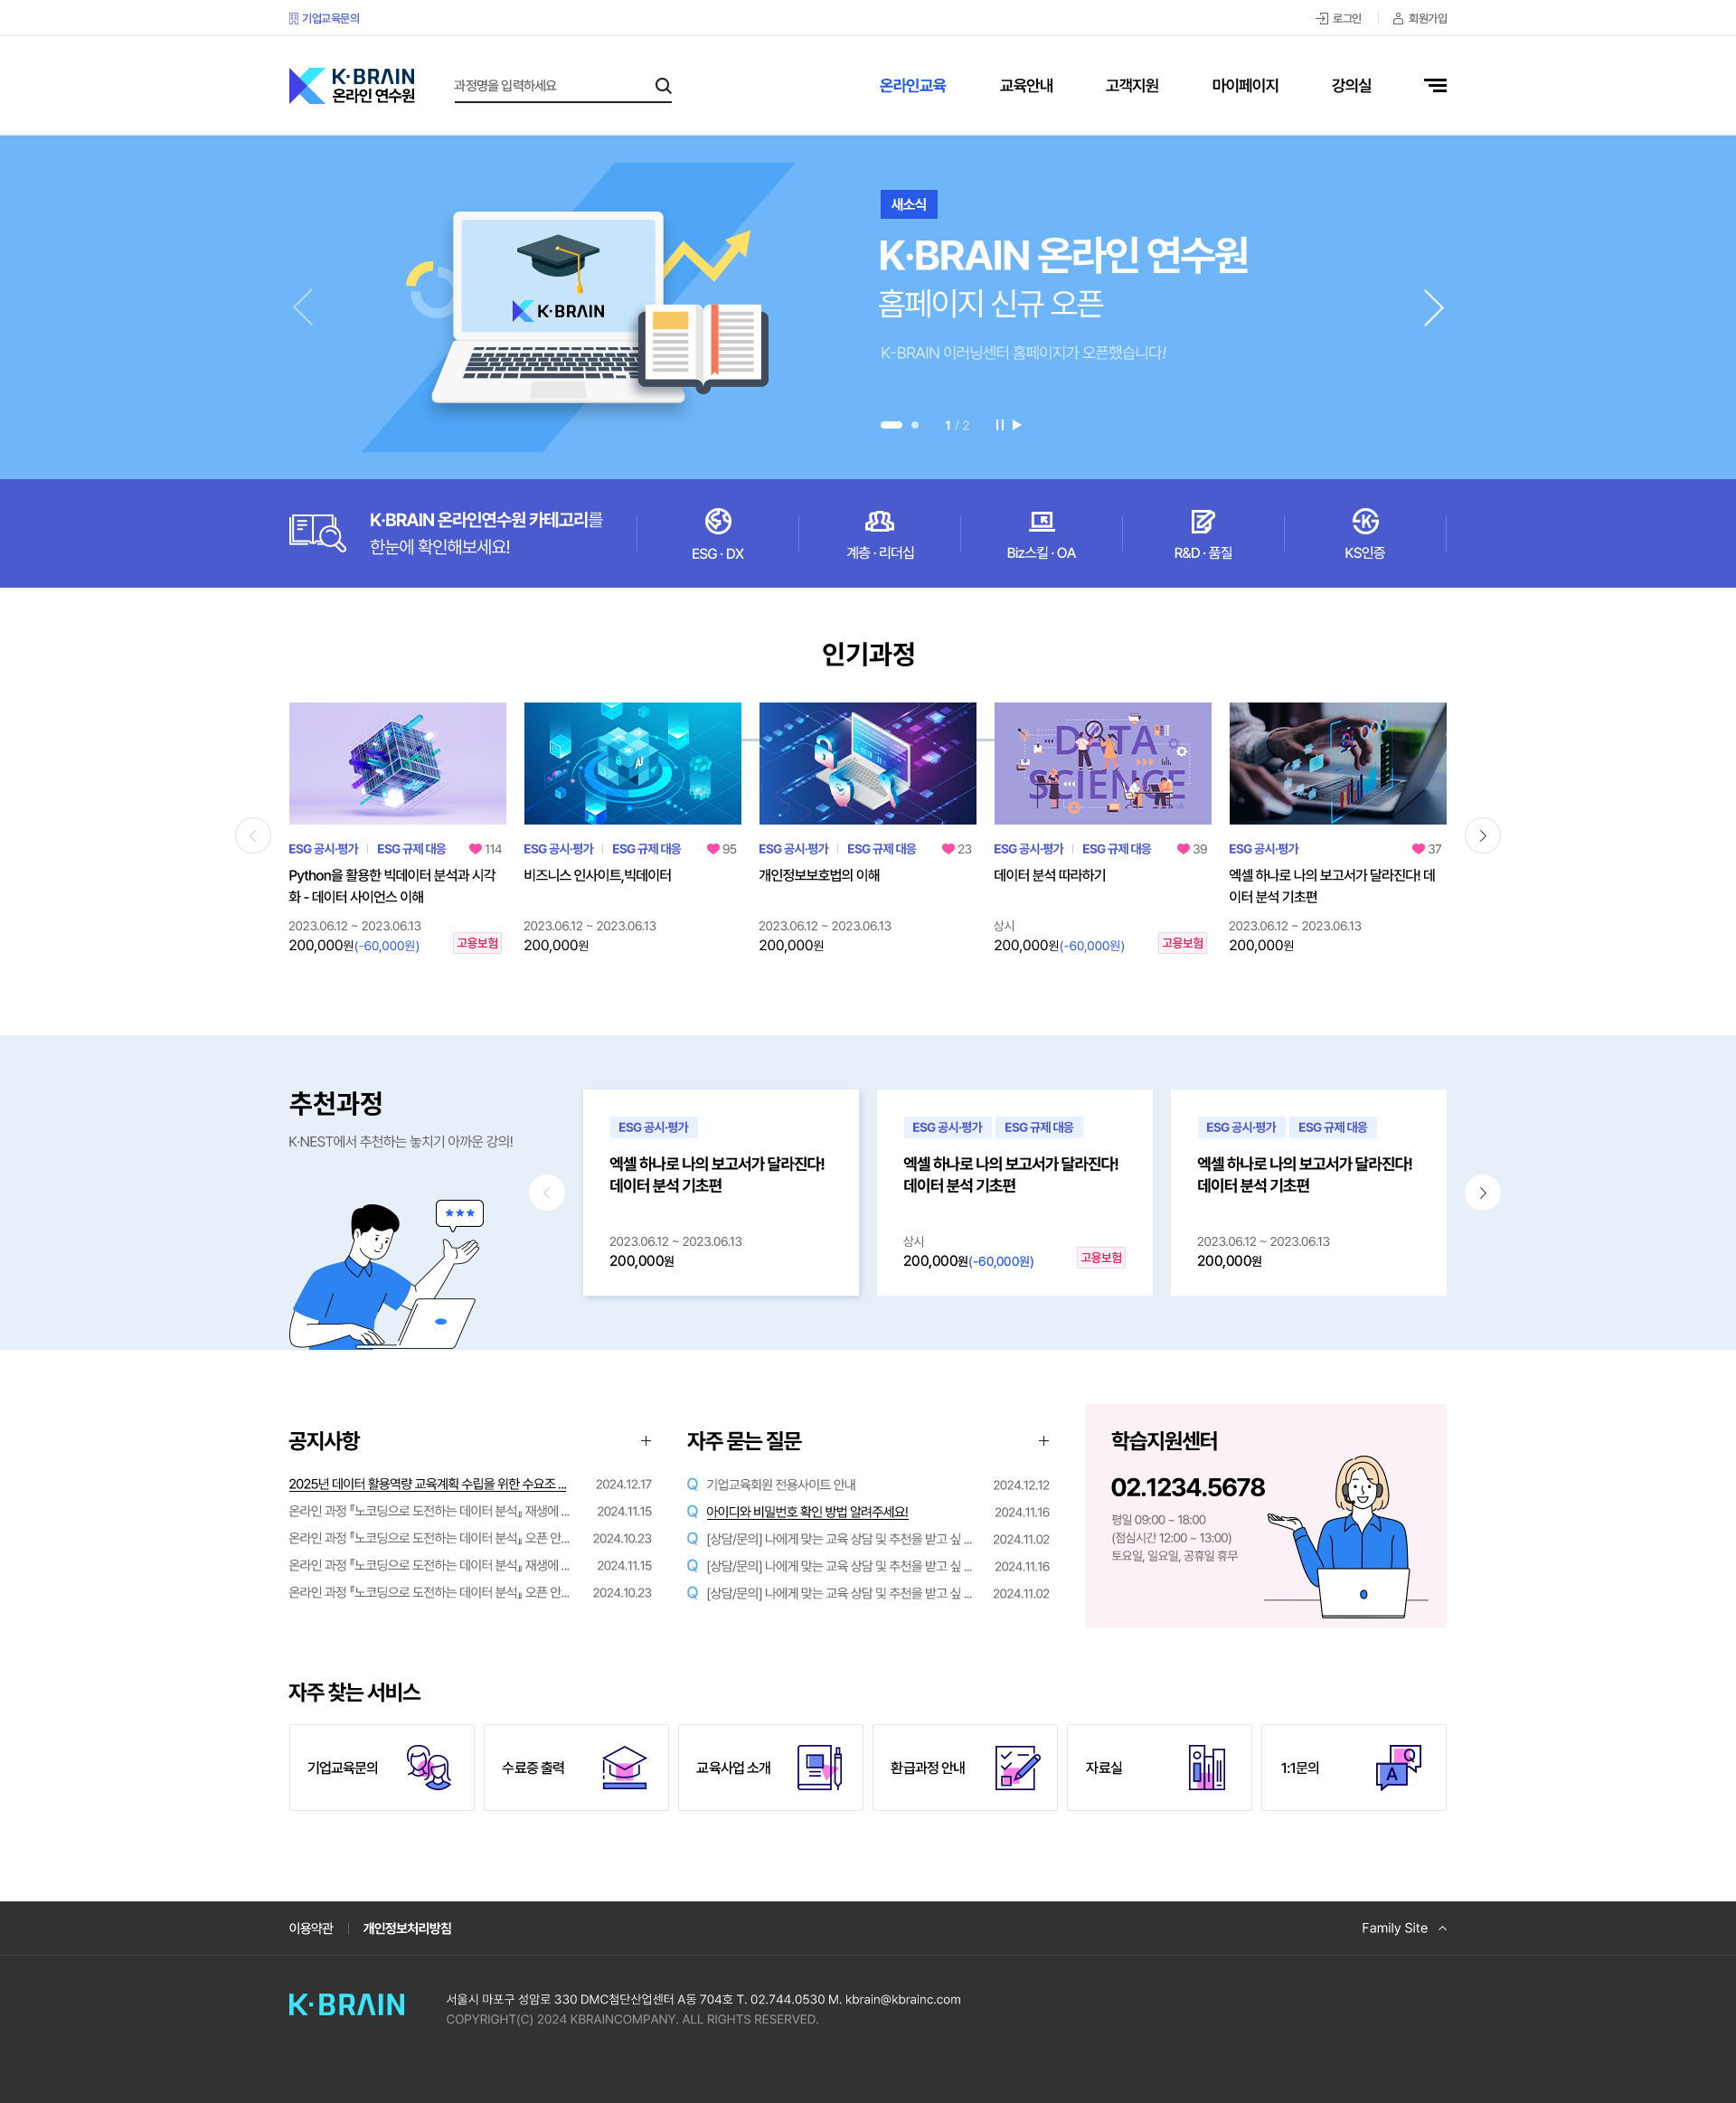 기업교육문의
로그인
회원가입
K·BRAIN
온라인 연수원
과정명을 입력하세요
온라인교육
교육안내
고객지원
마이페이지
강의실
K·BRAIN
새소식
K·BRAIN 온라인 연수원
홈페이지 신규 오픈
K-BRAIN 이러닝센터 홈페이지가 오픈했습니다!
1 / 2
K·BRAIN 온라인연수원 카테고리를
한눈에 확인해보세요!
ESG · DX
계층 · 리더십
Biz스킬 · OA
R&D · 품질
KS인증
인기과정
AI
DATA
SCIENCE
ESG 공시·평가 ESG 규제 대응 114
Python을 활용한 빅데이터 분석과 시각
화 - 데이터 사이언스 이해
2023.06.12 ~ 2023.06.13
200,000원(-60,000원) 고용보험
ESG 공시·평가 ESG 규제 대응 95
비즈니스 인사이트,빅데이터
2023.06.12 ~ 2023.06.13
200,000원
ESG 공시·평가 ESG 규제 대응 23
개인정보보호법의 이해
2023.06.12 ~ 2023.06.13
200,000원
ESG 공시·평가 ESG 규제 대응 39
데이터 분석 따라하기
상시
200,000원(-60,000원) 고용보험
ESG 공시·평가 37
엑셀 하나로 나의 보고서가 달라진다! 데
이터 분석 기초편
2023.06.12 ~ 2023.06.13
200,000원
추천과정
K·NEST에서 추천하는 놓치기 아까운 강의!
ESG 공시·평가
엑셀 하나로 나의 보고서가 달라진다!
데이터 분석 기초편
2023.06.12 ~ 2023.06.13
200,000원
ESG 공시·평가 ESG 규제 대응
엑셀 하나로 나의 보고서가 달라진다!
데이터 분석 기초편
상시
200,000원(-60,000원) 고용보험
ESG 공시·평가 ESG 규제 대응
엑셀 하나로 나의 보고서가 달라진다!
데이터 분석 기초편
2023.06.12 ~ 2023.06.13
200,000원
공지사항
2025년 데이터 활용역량 교육계획 수립을 위한 수요조 ... 2024.12.17
온라인 과정 『노코딩으로 도전하는 데이터 분석』 재생에 ... 2024.11.15
온라인 과정 『노코딩으로 도전하는 데이터 분석』 오픈 안... 2024.10.23
온라인 과정 『노코딩으로 도전하는 데이터 분석』 재생에 ... 2024.11.15
온라인 과정 『노코딩으로 도전하는 데이터 분석』 오픈 안... 2024.10.23
자주 묻는 질문
Q 기업교육회원 전용사이트 안내 2024.12.12
Q 아이디와 비밀번호 확인 방법 알려주세요! 2024.11.16
Q [상담/문의] 나에게 맞는 교육 상담 및 추천을 받고 싶 ... 2024.11.02
Q [상담/문의] 나에게 맞는 교육 상담 및 추천을 받고 싶 ... 2024.11.16
Q [상담/문의] 나에게 맞는 교육 상담 및 추천을 받고 싶 ... 2024.11.02
학습지원센터
02.1234.5678
평일 09:00 ~ 18:00
(점심시간 12:00 ~ 13:00)
토요일, 일요일, 공휴일 휴무
자주 찾는 서비스
기업교육문의
수료증 출력
교육사업 소개
환급과정 안내
자료실
1:1문의
Q
A
이용약관
개인정보처리방침
Family Site
K·BRAIN
서울시 마포구 성암로 330 DMC첨단산업센터 A동 704호 T. 02.744.0530 M. kbrain@kbrainc.com
COPYRIGHT(C) 2024 KBRAINCOMPANY. ALL RIGHTS RESERVED.